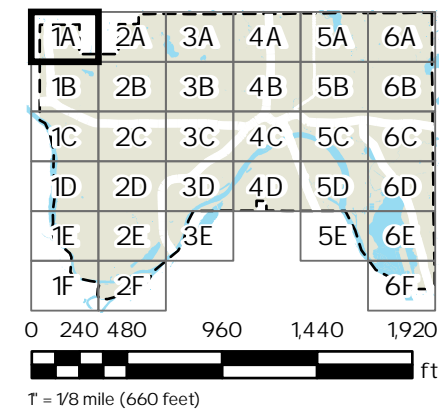 1A 2A 3A 4A 5A 6A
1B 2B 3B 4B 5B 6B
1C 2C 3C 4C 5C 6C
1D 2D 3D 4D 5D 6D
1E 2E 3E 5E 6E
1F 2F 6F
0 240 480 960 1,440 1,920
ft
1" = 1/8 mile (660 feet)